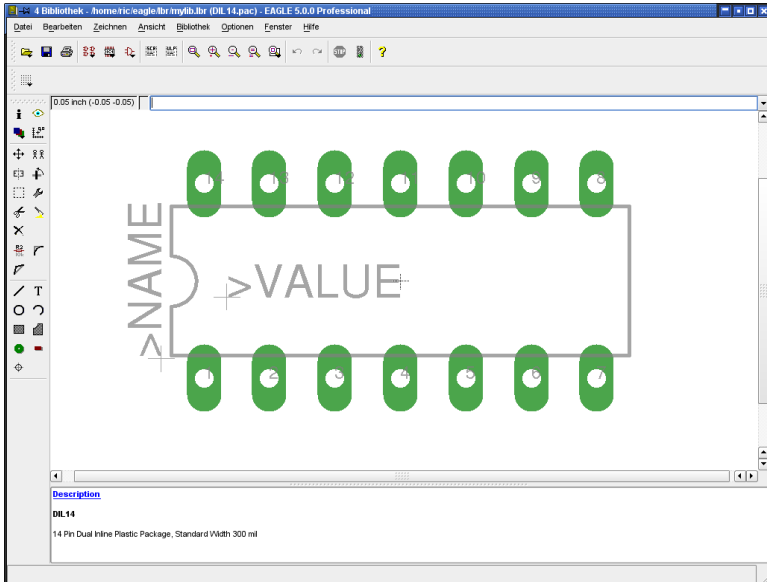 4 Bibliothek - /home/ric/eagle/lbr/mylib.lbr (DIL14.pac) - EAGLE 5.0.0 Professional
Datei Bearbeiten Zeichnen Ansicht Bibliothek Optionen Fenster Hilfe
0.05 inch (-0.05 -0.05)
14 13 12 11 10 9 8
>NAME
>VALUE
1 2 3 4 5 6 7
Description
DIL14
14 Pin Dual Inline Plastic Package, Standard Width 300 mil